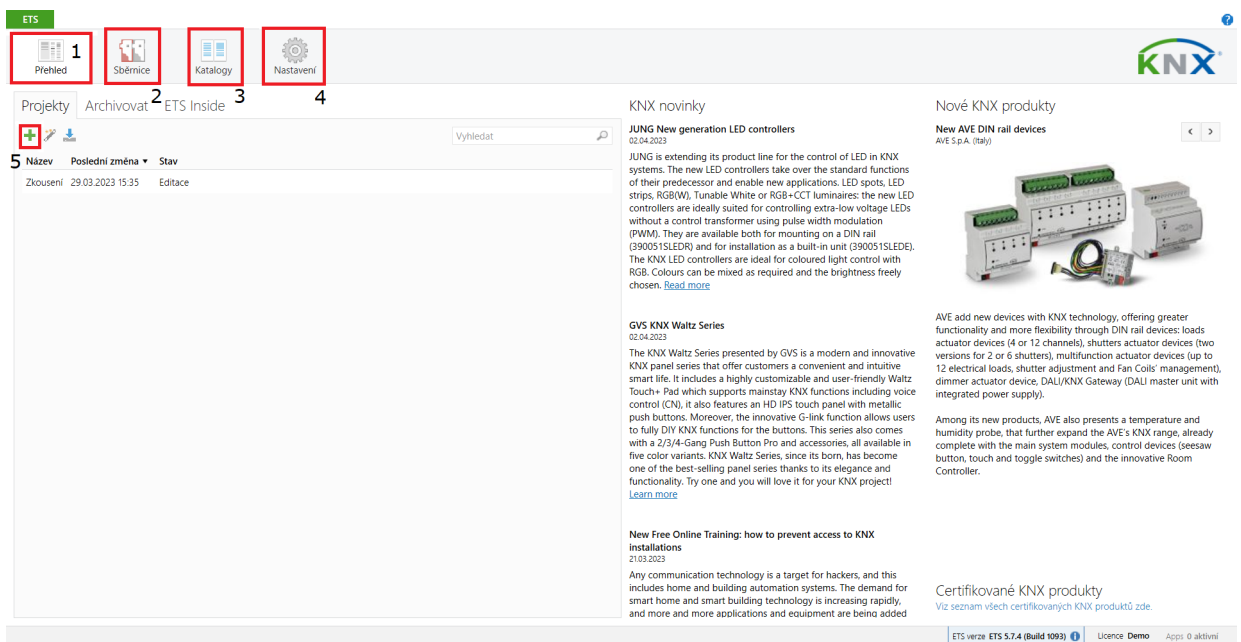 ETS
Přehled
1
Sběrnice
2
Katalogy
3
Nastavení
4
KNX
Projekty Archivovat ETS Inside
Vyhledat
5
Název Poslední změna ▾ Stav
Zkousení 29.03.2023 15:35 Editace
KNX novinky
JUNG New generation LED controllers
02.04.2023
JUNG is extending its product line for the control of LED in KNX
systems. The new LED controllers take over the standard functions
of their predecessor and enable new applications. LED spots, LED
strips, RGB(W), Tunable White or RGB+CCT luminaires: the new LED
controllers are ideally suited for controlling extra-low voltage LEDs
without a control transformer using pulse width modulation
(PWM). They are available both for mounting on a DIN rail
(390051SLEDR) and for installation as a built-in unit (390051SLEDE).
The KNX LED controllers are ideal for coloured light control with
RGB. Colours can be mixed as required and the brightness freely
chosen. Read more
GVS KNX Waltz Series
02.04.2023
The KNX Waltz Series presented by GVS is a modern and innovative
KNX panel series that offer customers a convenient and intuitive
smart life. It includes a highly customizable and user-friendly Waltz
Touch+ Pad which supports mainstay KNX functions including voice
control (CN), it also features an HD IPS touch panel with metallic
push buttons. Moreover, the innovative G-link function allows users
to fully DIY KNX functions for the buttons. This series also comes
with a 2/3/4-Gang Push Button Pro and accessories, all available in
five color variants. KNX Waltz Series, since its born, has become
one of the best-selling panel series thanks to its elegance and
functionality. Try one and you will love it for your KNX project!
Learn more
New Free Online Training: how to prevent access to KNX
installations
21.03.2023
Any communication technology is a target for hackers, and this
includes home and building automation systems. The demand for
smart home and smart building technology is increasing rapidly,
and more and more applications and equipment are being added
Nové KNX produkty
New AVE DIN rail devices
AVE S.p.A. (Italy)
AVE add new devices with KNX technology, offering greater
functionality and more flexibility through DIN rail devices: loads
actuator devices (4 or 12 channels), shutters actuator devices (two
versions for 2 or 6 shutters), multifunction actuator devices (up to
12 electrical loads, shutter adjustment and Fan Coils' management),
dimmer actuator device, DALI/KNX Gateway (DALI master unit with
integrated power supply).
Among its new products, AVE also presents a temperature and
humidity probe, that further expand the AVE's KNX range, already
complete with the main system modules, control devices (seesaw
button, touch and toggle switches) and the innovative Room
Controller.
Certifikované KNX produkty
Viz seznam všech certifikovaných KNX produktů zde.
ETS verze ETS 5.7.4 (Build 1093) Licence Demo Apps 0 aktivní